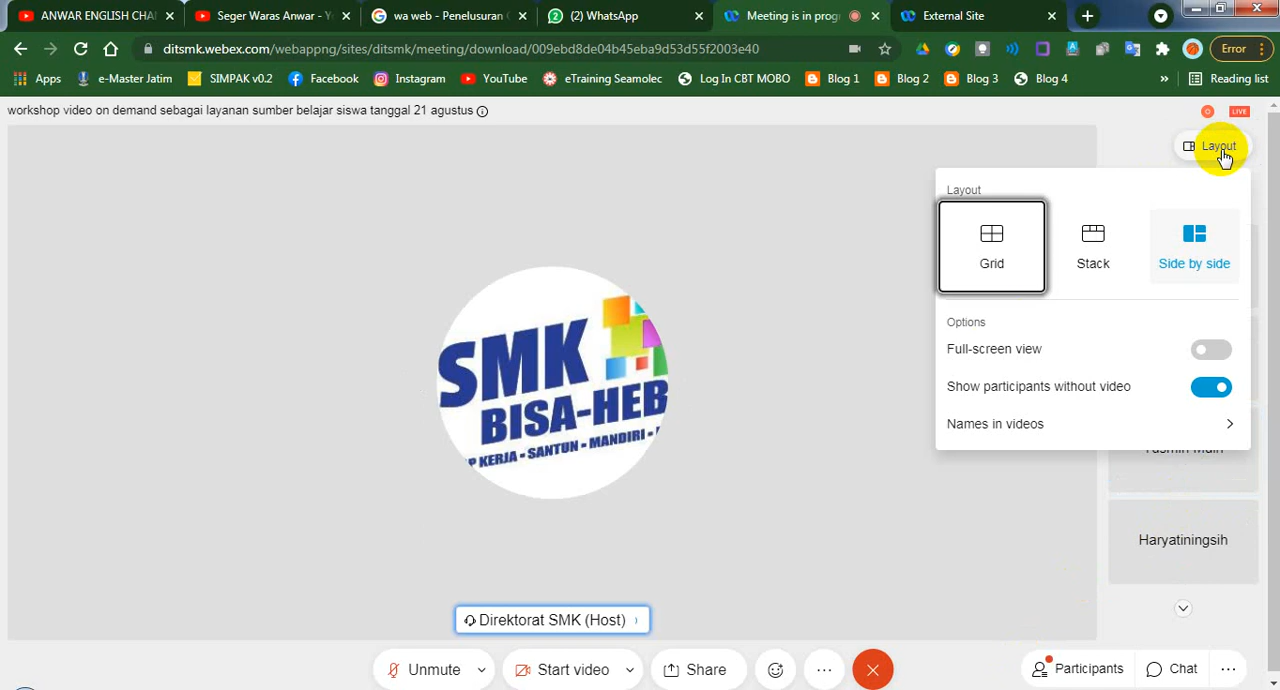 ANWAR ENGLISH CHA
Seger Waras Anwar - Y
wa web - Penelusuran
(2) WhatsApp
Meeting is in prog
External Site
ditsmk.webex.com/webappng/sites/ditsmk/meeting/download/009ebd8de04b45eba9d53d55f2003e40
Error
Apps
e-Master Jatim
SIMPAK v0.2
Facebook
Instagram
YouTube
eTraining Seamolec
Log In CBT MOBO
Blog 1
Blog 2
Blog 3
Blog 4
»
Reading list
workshop video on demand sebagai layanan sumber belajar siswa tanggal 21 agustus
LIVE
Layout
Layout
Grid
Stack
Side by side
Options
Full-screen view
Show participants without video
Names in videos
SMK
BISA-HEB
P KERJA - SANTUN - MANDIRI -
Haryatiningsih
Direktorat SMK (Host)
Unmute
Start video
Share
Participants
Chat